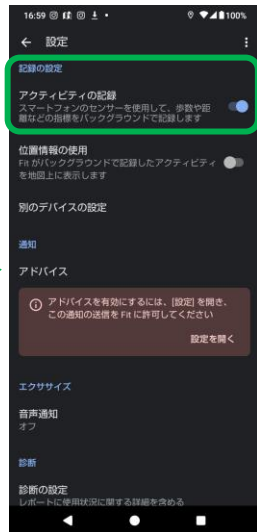 16:59
100%
設定
記録の設定
アクティビティの記録
スマートフォンのセンサーを使用して、歩数や距
離などの指標をバックグラウンドで記録します
位置情報の使用
Fit がバックグラウンドで記録したアクティビティ
を地図上に表示します
別のデバイスの設定
通知
アドバイス
アドバイスを有効にするには、[設定] を開き、
この通知の送信を Fit に許可してください
設定を開く
エクササイズ
音声通知
オフ
診断
診断の設定
レポートに使用状況に関する詳細を含める